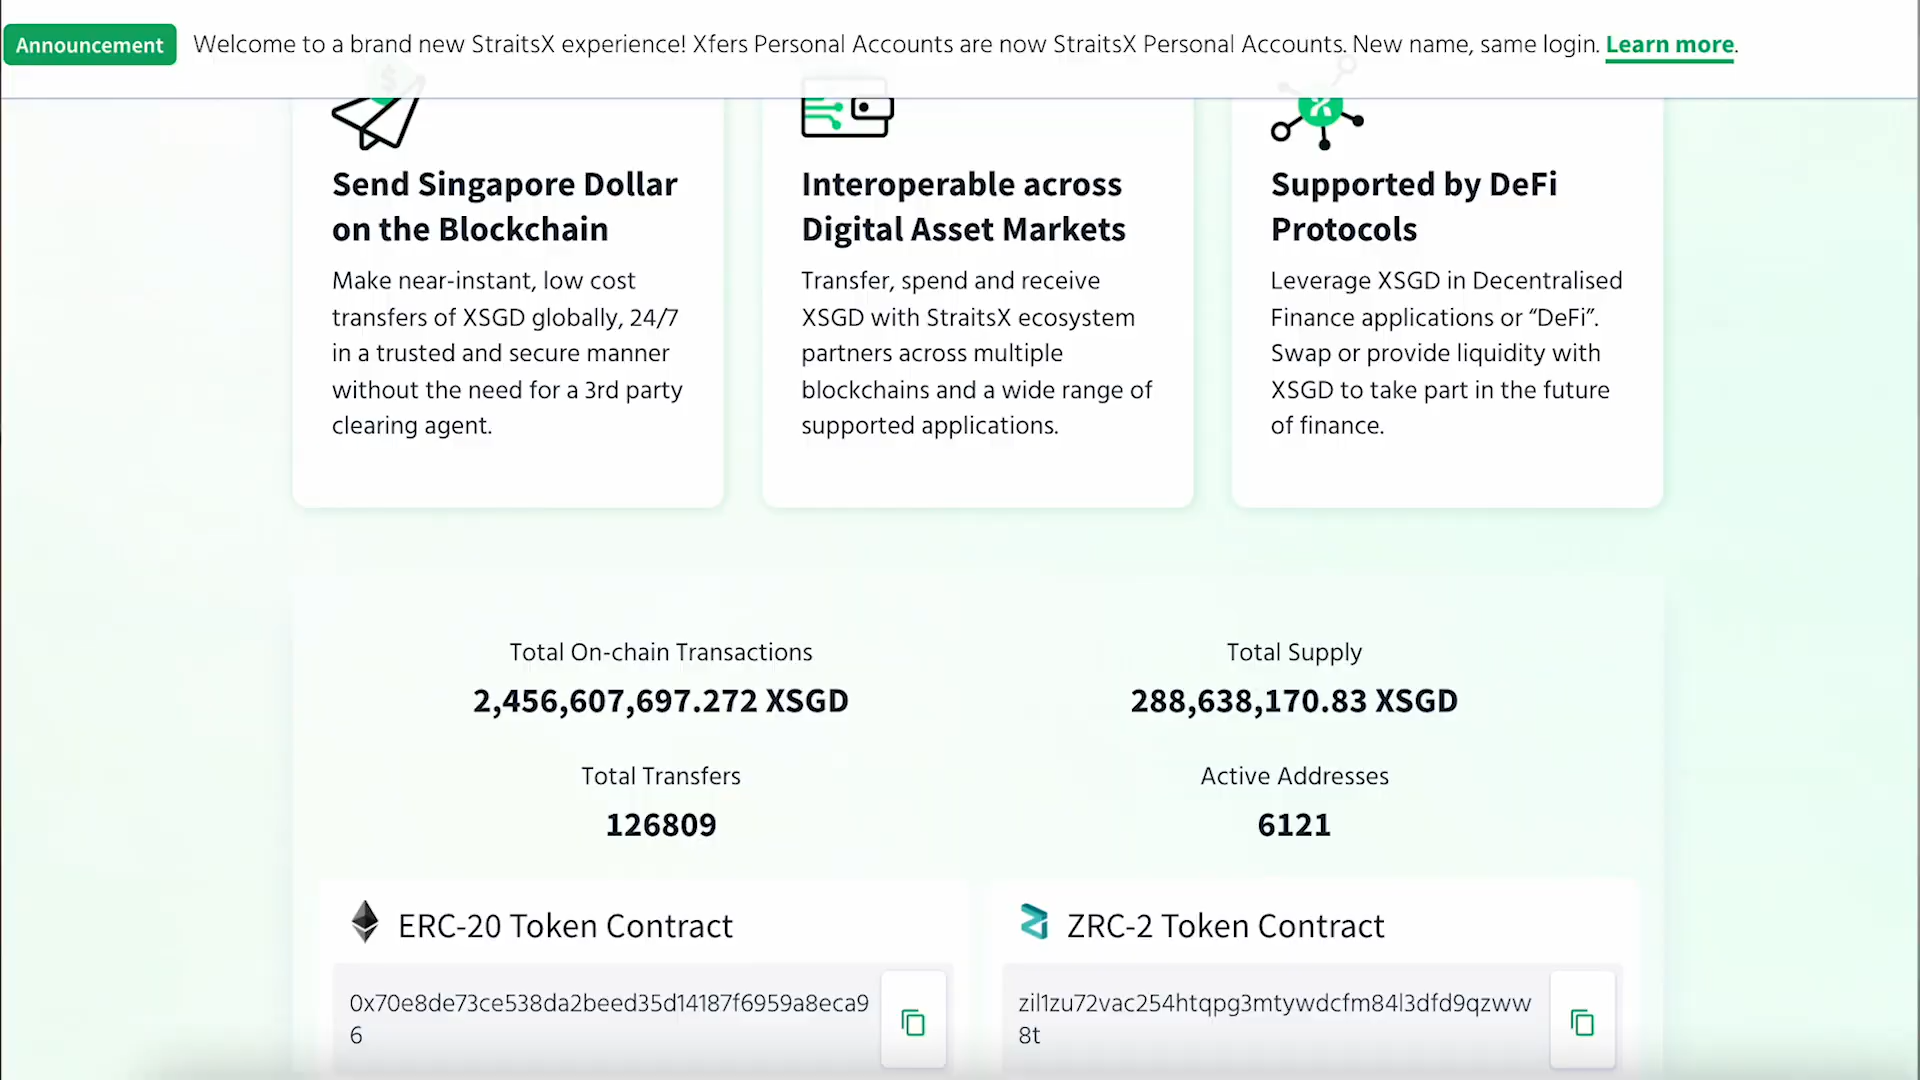 Announcement Welcome to a brand new StraitsX experience! Xfers Personal Accounts are now StraitsX Personal Accounts. New name, same login. Learn more.
Send Singapore Dollar
on the Blockchain
Make near-instant, low cost
transfers of XSGD globally, 24/7
in a trusted and secure manner
without the need for a 3rd party
clearing agent.
Interoperable across
Digital Asset Markets
Transfer, spend and receive
XSGD with StraitsX ecosystem
partners across multiple
blockchains and a wide range of
supported applications.
Supported by DeFi
Protocols
Leverage XSGD in Decentralised
Finance applications or “DeFi”.
Swap or provide liquidity with
XSGD to take part in the future
of finance.
Total On-chain Transactions
2,456,607,697.272 XSGD
Total Supply
288,638,170.83 XSGD
Total Transfers
126809
Active Addresses
6121
ERC-20 Token Contract
0x70e8de73ce538da2beed35d14187f6959a8eca9
6
ZRC-2 Token Contract
zil1zu72vac254htqpg3mtywdcfm84l3dfd9qzww
8t